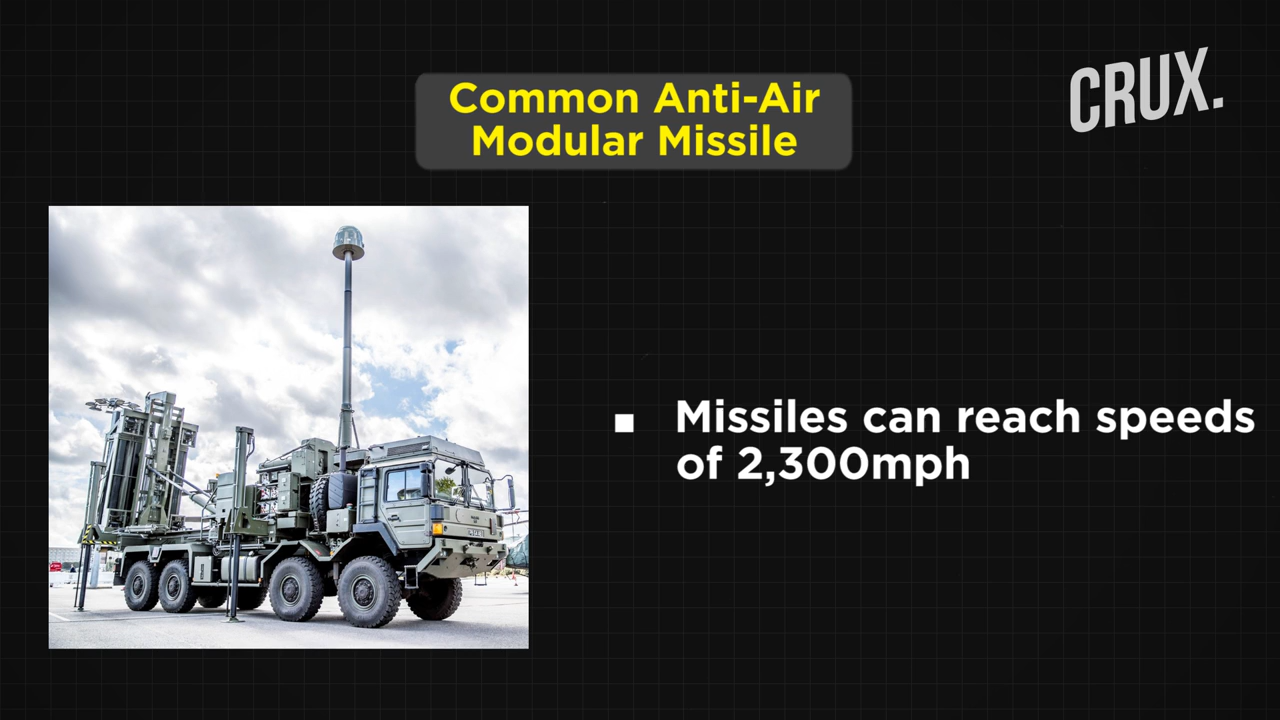 CRUX.
Common Anti-Air
Modular Missile
▪ Missiles can reach speeds
of 2,300mph